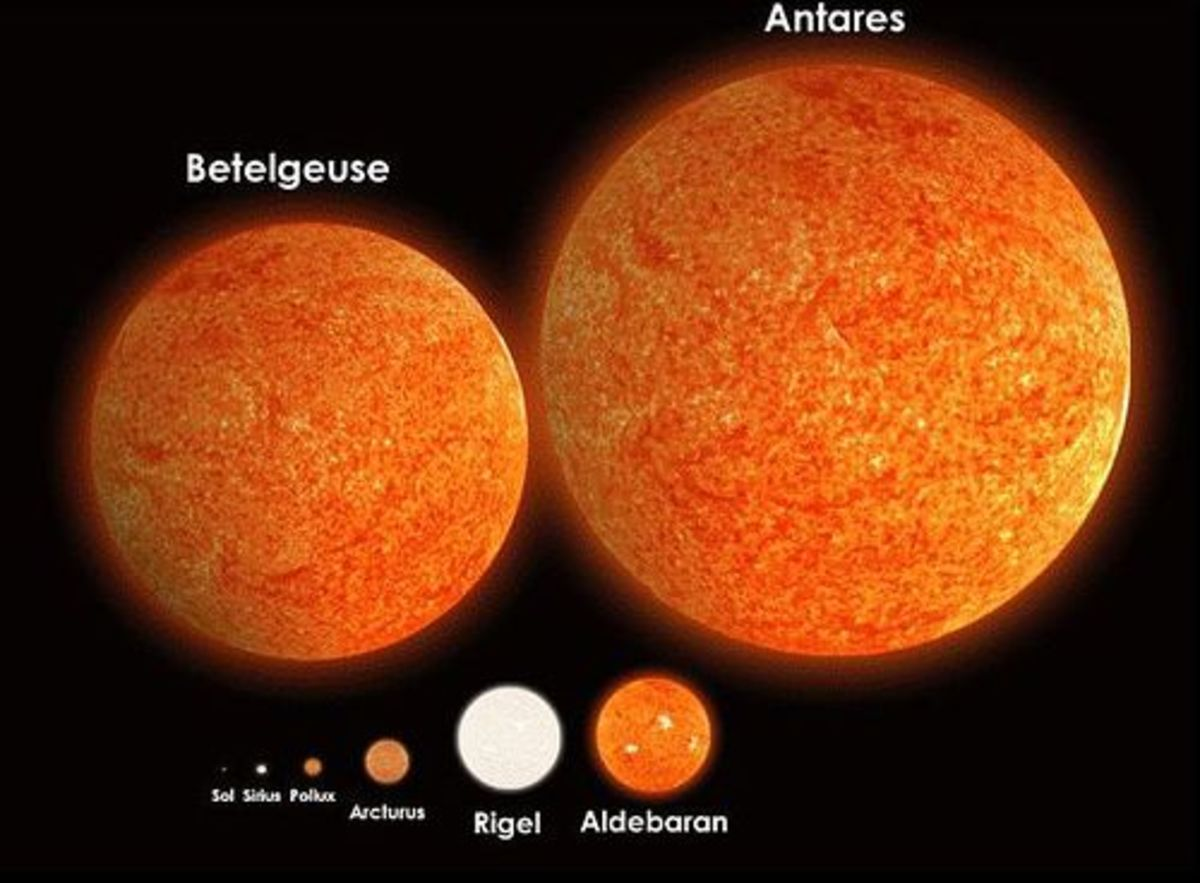 Antares
Betelgeuse
Sol Sirius Pollux
Arcturus
Rigel
Aldebaran